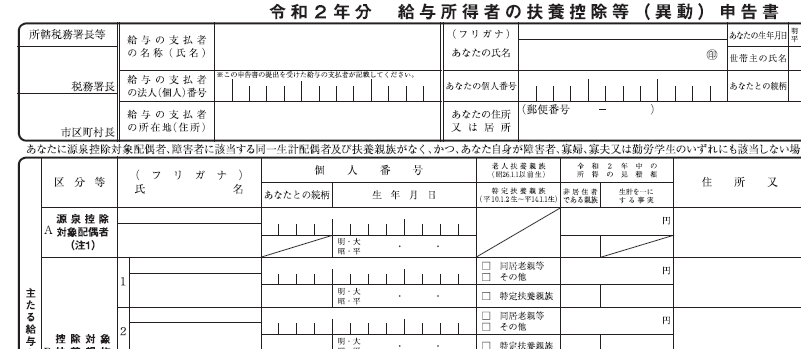 令和２年分　給与所得者の扶養控除等（異動）申告書
所轄税務署長等
税務署長
市区町村長
給与の支払者
の名称（氏名）
給与の支払者
の法人(個人)番号
※この申告書の提出を受けた給与の支払者が記載してください。
給与の支払者
の所在地(住所)
（フリガナ）
あなたの氏名
㊞
あなたの個人番号
あなたの住所
又は居所
（郵便番号　－　）
あなたの生年月日
明
平
世帯主の氏名
あなたとの続柄
あなたに源泉控除対象配偶者、障害者に該当する同一生計配偶者及び扶養親族がなく、かつ、あなた自身が障害者、寡婦、寡夫又は勤労学生のいずれにも該当しない場
区分等
（フリガナ）
氏　名
個人番号
あなたとの続柄
生年月日
老人扶養親族
（昭26.1.1以前生）
特定扶養親族
（平10.1.2生～平14.1.1生）
令和２年中の
所得の見積額
非居住者
である親族
生計を一に
する事実
住所又
A
源泉控除
対象配偶者
（注1）
明・大
昭・平
・　・
円
主たる給与
1
明・大
昭・平
・　・
□ 同居老親等
□ その他
□ 特定扶養親族
円
控除対象
2
明・大
昭・平
・　・
□ 同居老親等
□ その他
□ 特定扶養親族
円